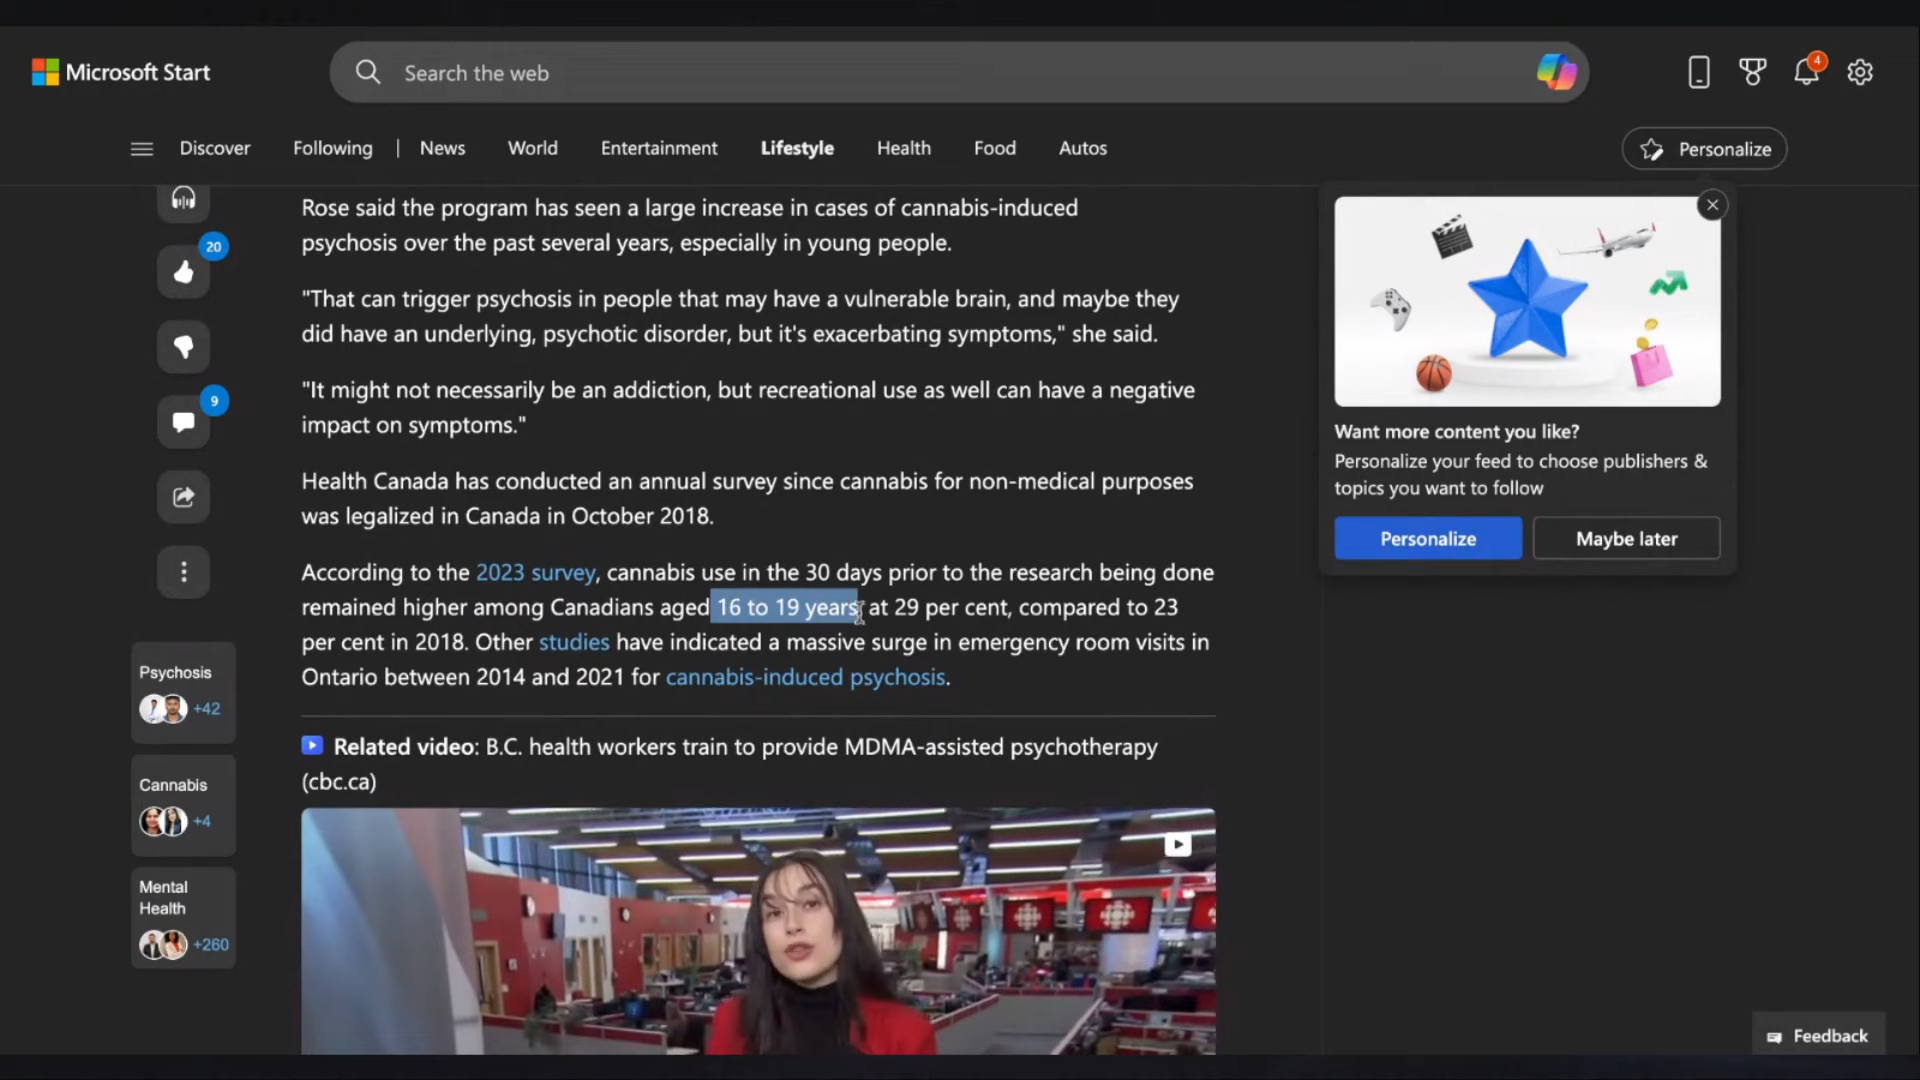 Microsoft Start
Search the web
4
Discover
Following
News
World
Entertainment
Lifestyle
Health
Food
Autos
Personalize
20
9
Rose said the program has seen a large increase in cases of cannabis-induced
psychosis over the past several years, especially in young people.
"That can trigger psychosis in people that may have a vulnerable brain, and maybe they
did have an underlying, psychotic disorder, but it's exacerbating symptoms," she said.
"It might not necessarily be an addiction, but recreational use as well can have a negative
impact on symptoms."
Health Canada has conducted an annual survey since cannabis for non-medical purposes
was legalized in Canada in October 2018.
According to the 2023 survey, cannabis use in the 30 days prior to the research being done
remained higher among Canadians aged 16 to 19 years at 29 per cent, compared to 23
per cent in 2018. Other studies have indicated a massive surge in emergency room visits in
Ontario between 2014 and 2021 for cannabis-induced psychosis.
Related video: B.C. health workers train to provide MDMA-assisted psychotherapy
(cbc.ca)
Psychosis
+42
Cannabis
+4
Mental
Health
+260
Want more content you like?
Personalize your feed to choose publishers &
topics you want to follow
Personalize
Maybe later
Feedback